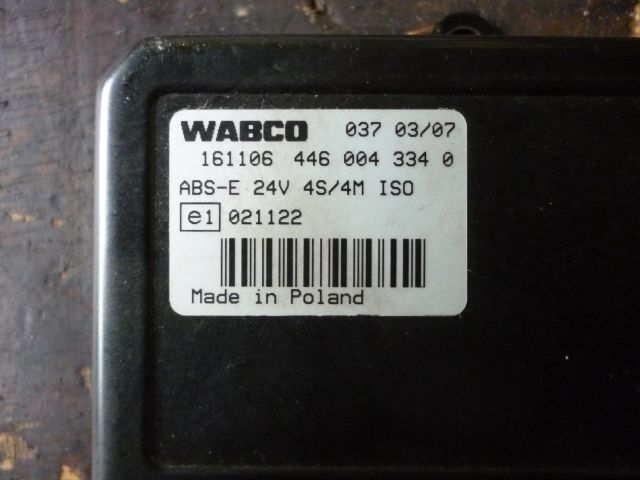 WABCO 037 03/07
161106 446 004 334 0
ABS-E 24V 4S/4M ISO
e1 021122
Made in Poland